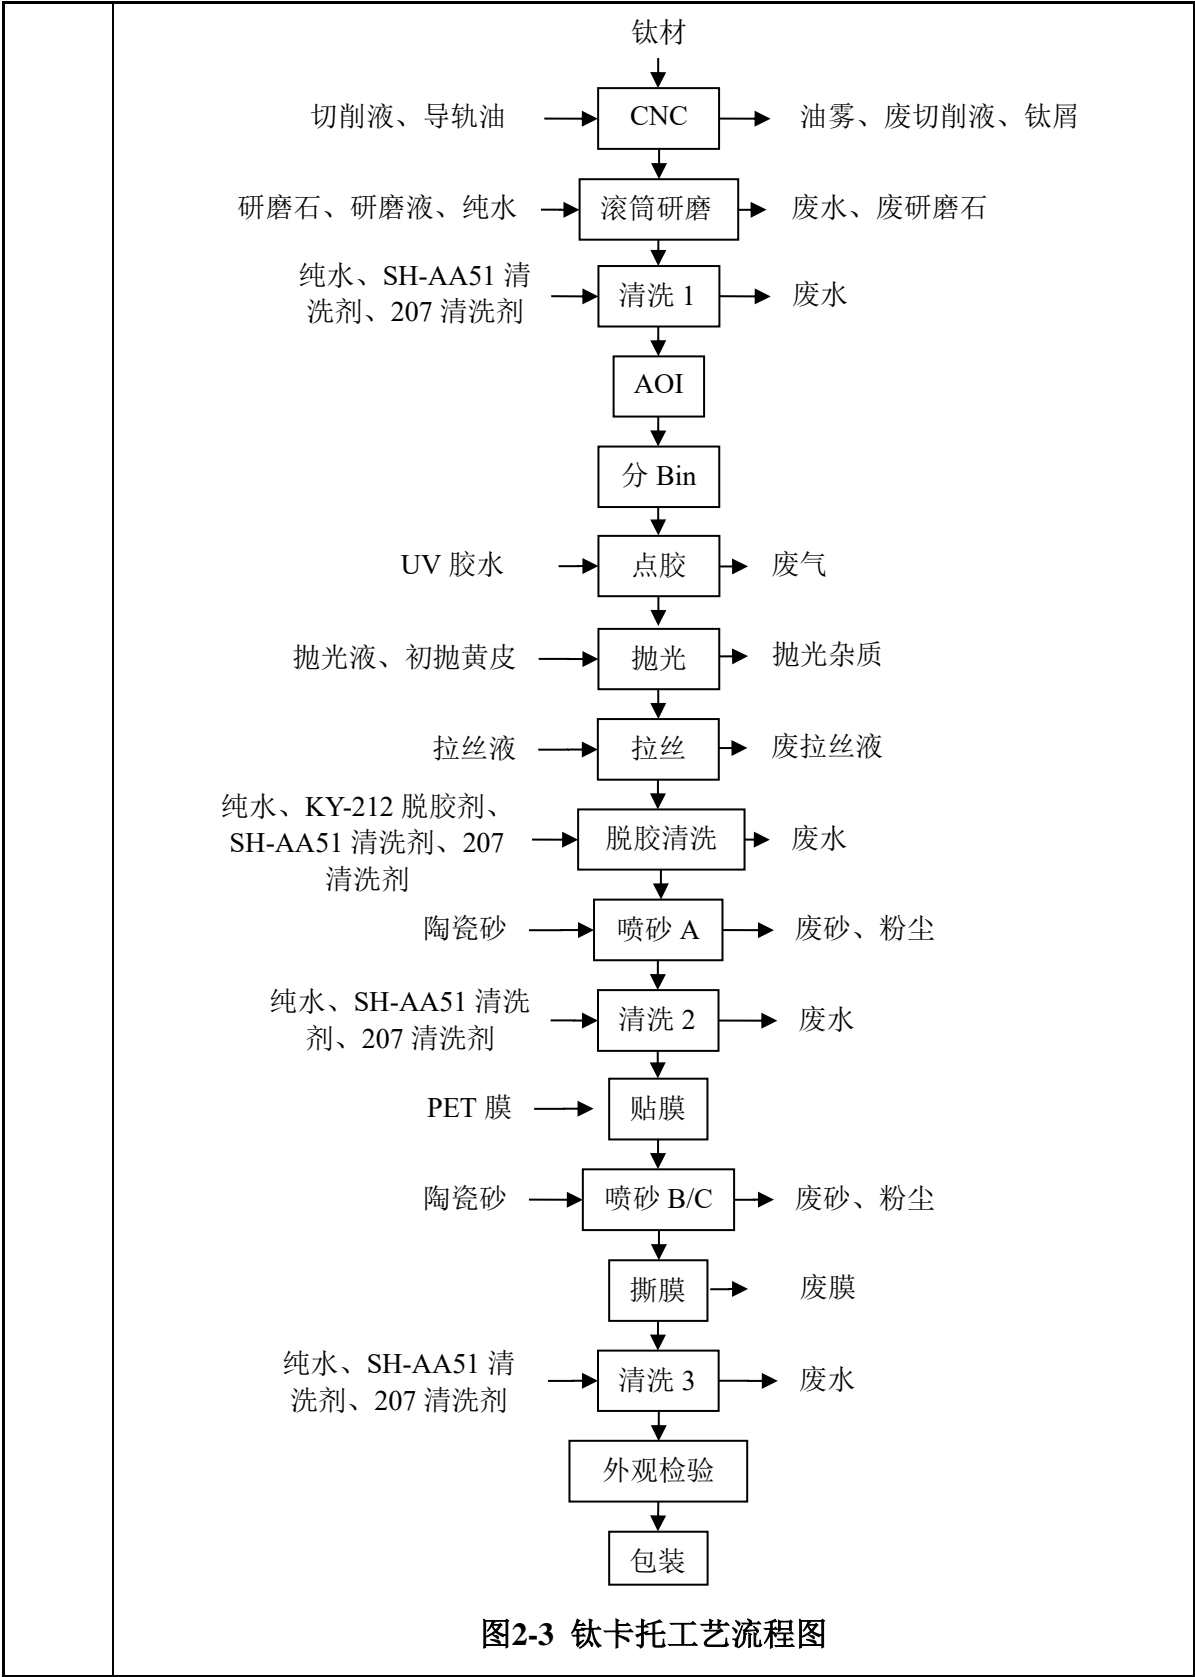 钛材
切削液、导轨油
CNC
油雾、废切削液、钛屑
研磨石、研磨液、纯水
滚筒研磨
废水、废研磨石
纯水、SH-AA51 清
洗剂、207 清洗剂
清洗 1
废水
AOI
分 Bin
UV 胶水
点胶
废气
抛光液、初抛黄皮
抛光
抛光杂质
拉丝液
拉丝
废拉丝液
纯水、KY-212 脱胶剂、
SH-AA51 清洗剂、207
清洗剂
脱胶清洗
废水
陶瓷砂
喷砂 A
废砂、粉尘
纯水、SH-AA51 清洗
剂、207 清洗剂
清洗 2
废水
PET 膜
贴膜
陶瓷砂
喷砂 B/C
废砂、粉尘
撕膜
废膜
纯水、SH-AA51 清
洗剂、207 清洗剂
清洗 3
废水
外观检验
包装
图2-3 钛卡托工艺流程图